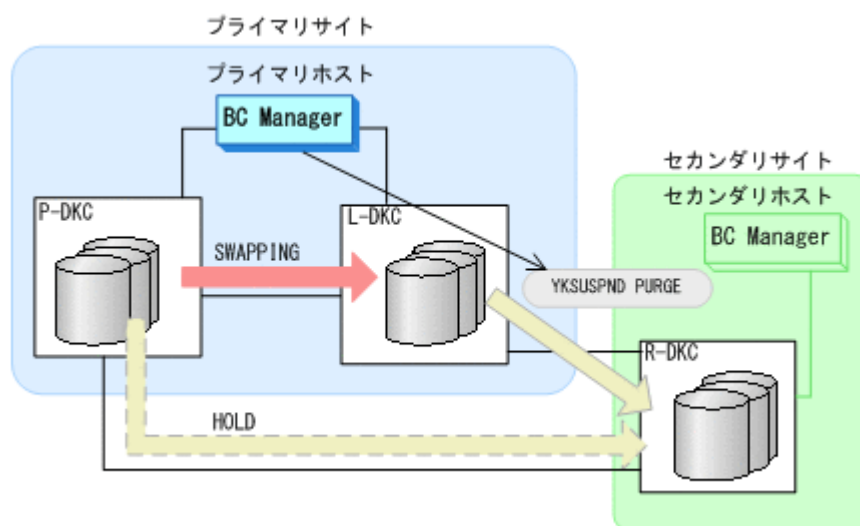 プライマリサイト
プライマリホスト
BC Manager
セカンダリサイト
セカンダリホスト
BC Manager
P-DKC
L-DKC
SWAPPING
YKSUSPND PURGE
R-DKC
HOLD